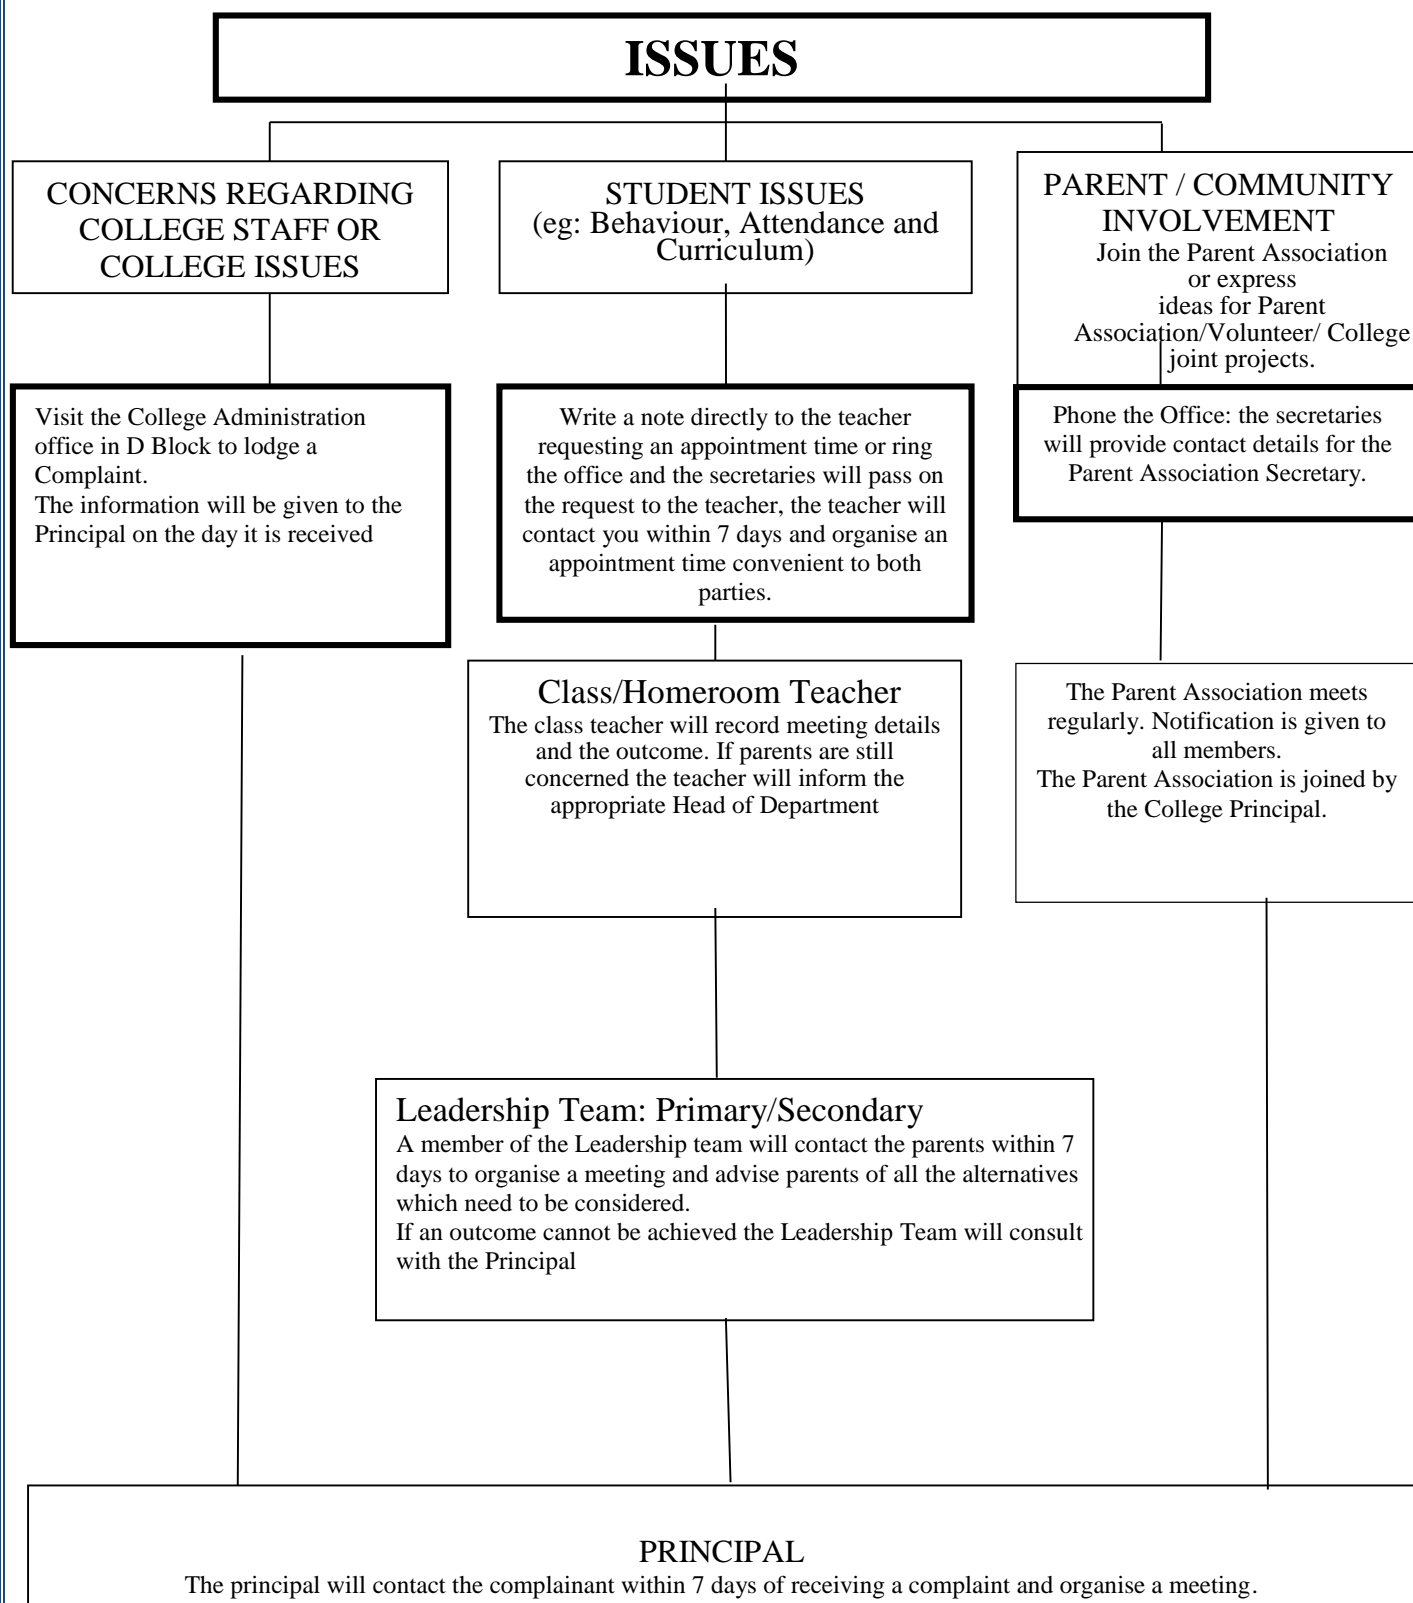 ISSUES
CONCERNS REGARDING
COLLEGE STAFF OR
COLLEGE ISSUES
STUDENT ISSUES
(eg: Behaviour, Attendance and
Curriculum)
PARENT / COMMUNITY
INVOLVEMENT
Join the Parent Association
or express
ideas for Parent
Association/Volunteer/ College
joint projects.
Visit the College Administration
office in D Block to lodge a
Complaint.
The information will be given to the
Principal on the day it is received
Write a note directly to the teacher
requesting an appointment time or ring
the office and the secretaries will pass on
the request to the teacher, the teacher will
contact you within 7 days and organise an
appointment time convenient to both
parties.
Phone the Office: the secretaries
will provide contact details for the
Parent Association Secretary.
Class/Homeroom Teacher
The class teacher will record meeting details
and the outcome. If parents are still
concerned the teacher will inform the
appropriate Head of Department
The Parent Association meets
regularly. Notification is given to
all members.
The Parent Association is joined by
the College Principal.
Leadership Team: Primary/Secondary
A member of the Leadership team will contact the parents within 7
days to organise a meeting and advise parents of all the alternatives
which need to be considered.
If an outcome cannot be achieved the Leadership Team will consult
with the Principal
PRINCIPAL
The principal will contact the complainant within 7 days of receiving a complaint and organise a meeting.